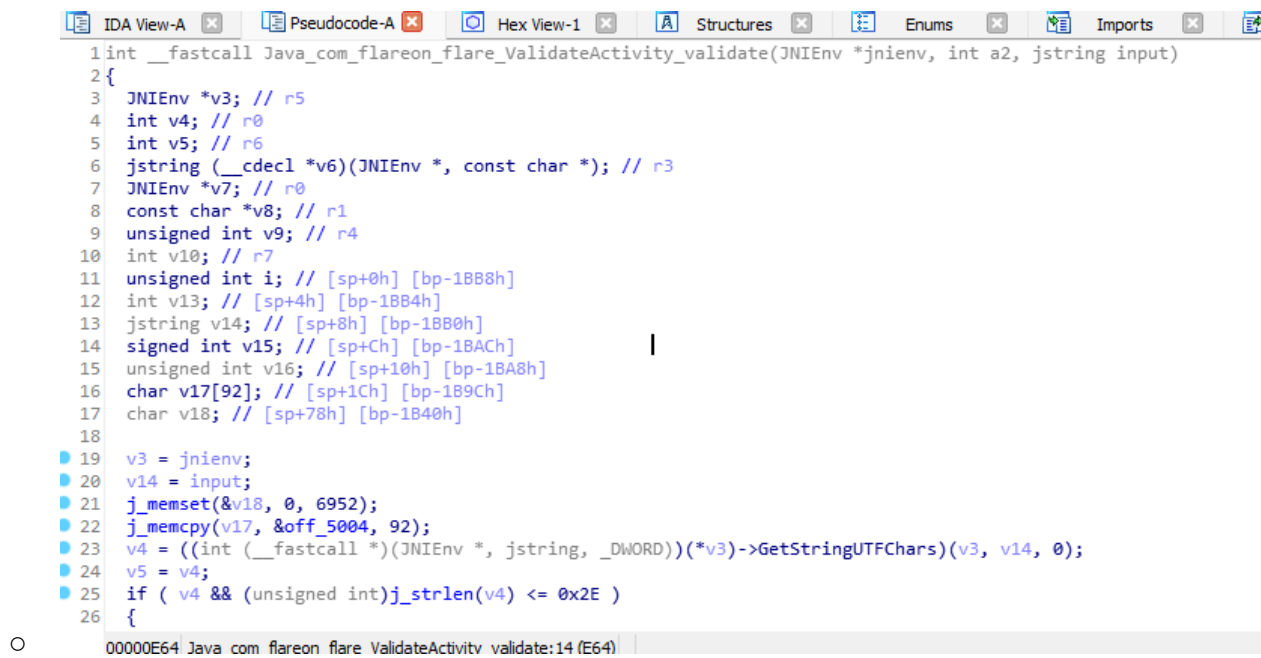 IDA View-A Pseudocode-A Hex View-1 Structures Enums Imports
1 int __fastcall Java_com_flareon_flare_ValidateActivity_validate(JNIEnv *jnienv, int a2, jstring input)
2 {
3 JNIEnv *v3; // r5
4 int v4; // r0
5 int v5; // r6
6 jstring (__cdecl *v6)(JNIEnv *, const char *); // r3
7 JNIEnv *v7; // r0
8 const char *v8; // r1
9 unsigned int v9; // r4
10 int v10; // r7
11 unsigned int i; // [sp+0h] [bp-1BB8h]
12 int v13; // [sp+4h] [bp-1BB4h]
13 jstring v14; // [sp+8h] [bp-1BB0h]
14 signed int v15; // [sp+Ch] [bp-1BACh]
15 unsigned int v16; // [sp+10h] [bp-1BA8h]
16 char v17[92]; // [sp+1Ch] [bp-1B9Ch]
17 char v18; // [sp+78h] [bp-1B40h]
18
19 v3 = jnienv;
20 v14 = input;
21 j_memset(&v18, 0, 6952);
22 j_memcpy(v17, &off_5004, 92);
23 v4 = ((int (__fastcall *)(JNIEnv *, jstring, _DWORD))(*v3)->GetStringUTFChars)(v3, v14, 0);
24 v5 = v4;
25 if ( v4 && (unsigned int)j_strlen(v4) <= 0x2E )
26 {
00000E64 Java_com_flareon_flare_ValidateActivity_validate:14 (E64)